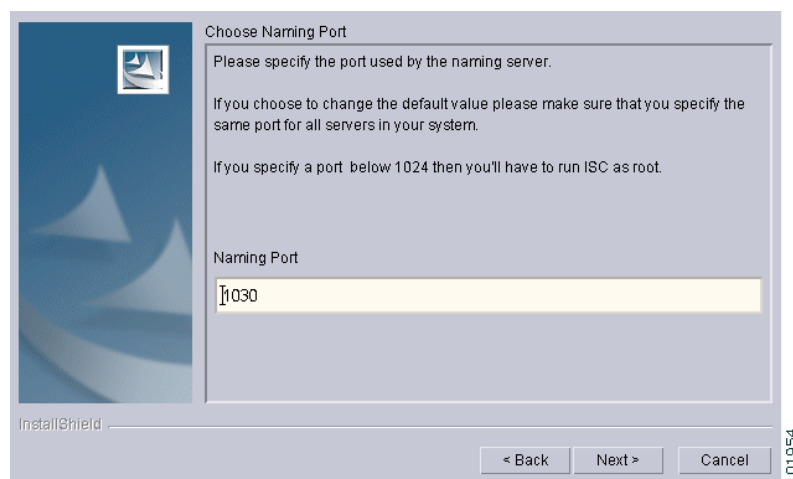 Choose Naming Port
Please specify the port used by the naming server.
If you choose to change the default value please make sure that you specify the
same port for all servers in your system.
If you specify a port below 1024 then you'll have to run ISC as root.
Naming Port
1030
InstallShield
< Back
Next >
Cancel
01954